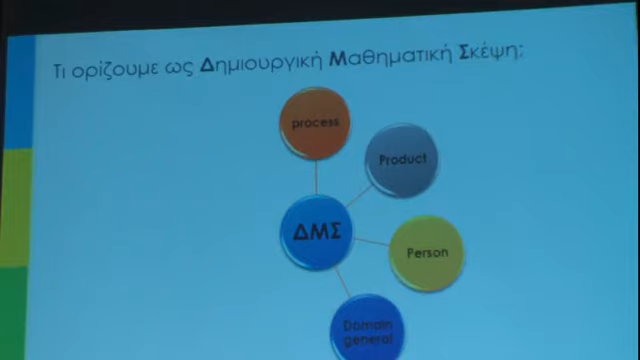 Τι ορίζουμε ως Δημιουργική Μαθηματική Σκέψη;
process
Product
ΔΜΣ
Person
Domain
general